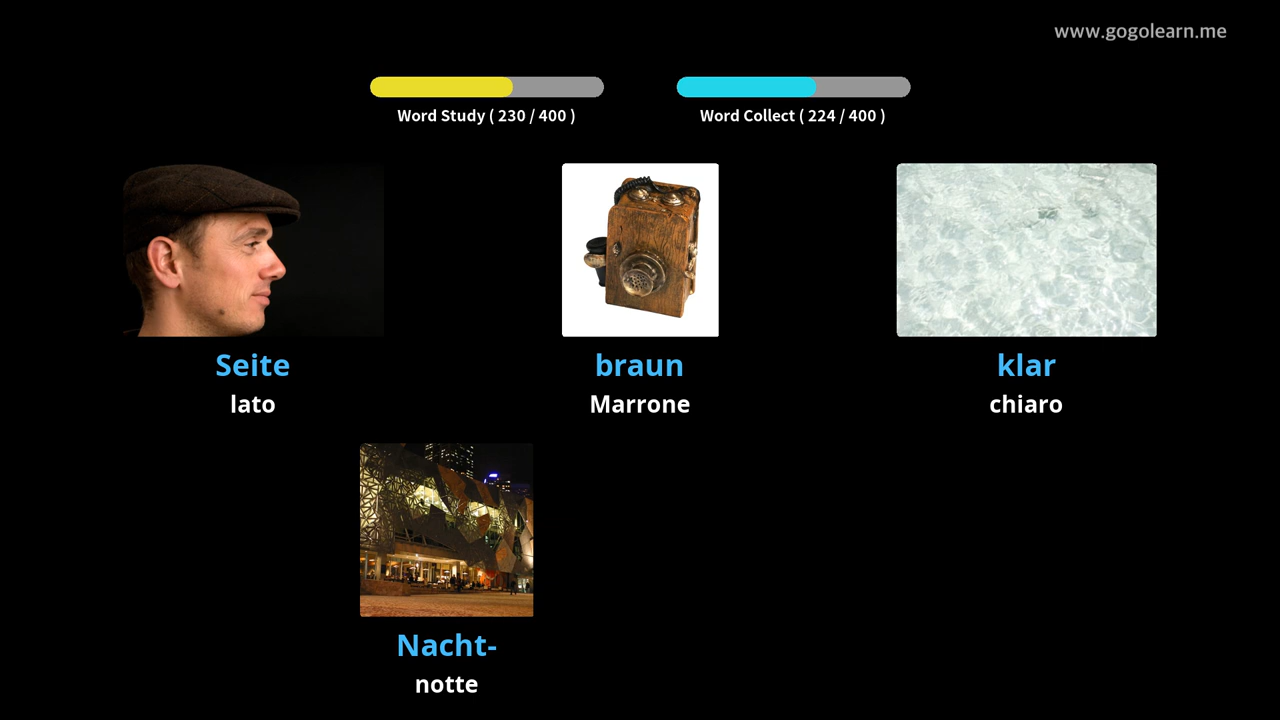 www.gogolearn.me
Word Study ( 230 / 400 )
Word Collect ( 224 / 400 )
Seite
lato
braun
Marrone
klar
chiaro
Nacht-
notte